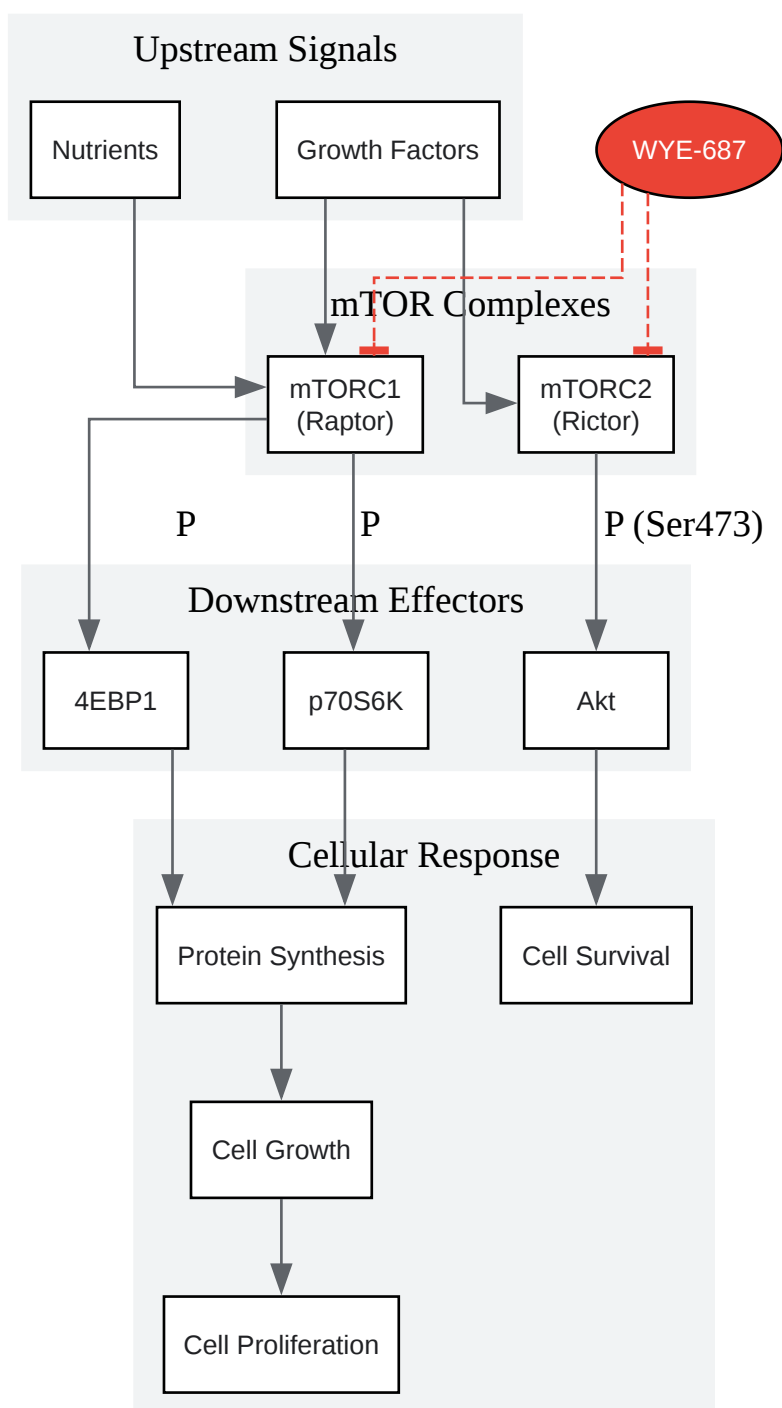 Upstream Signals
Nutrients
Growth Factors
WYE-687
mTOR Complexes
mTORC1
(Raptor)
mTORC2
(Rictor)
P
P
P (Ser473)
Downstream Effectors
4EBP1
p70S6K
Akt
Cellular Response
Protein Synthesis
Cell Survival
Cell Growth
Cell Proliferation